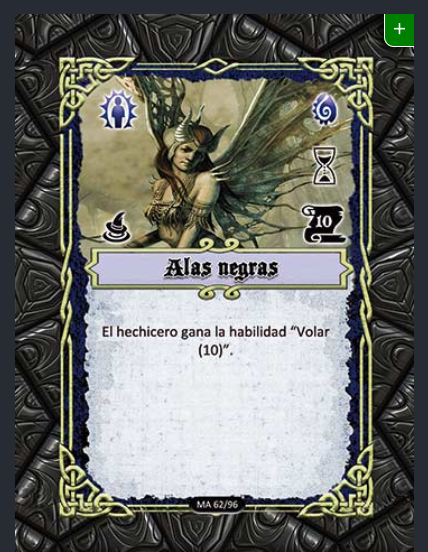 +
10
Alas negras
El hechicero gana la habilidad “Volar
(10)”.
MA 62/96